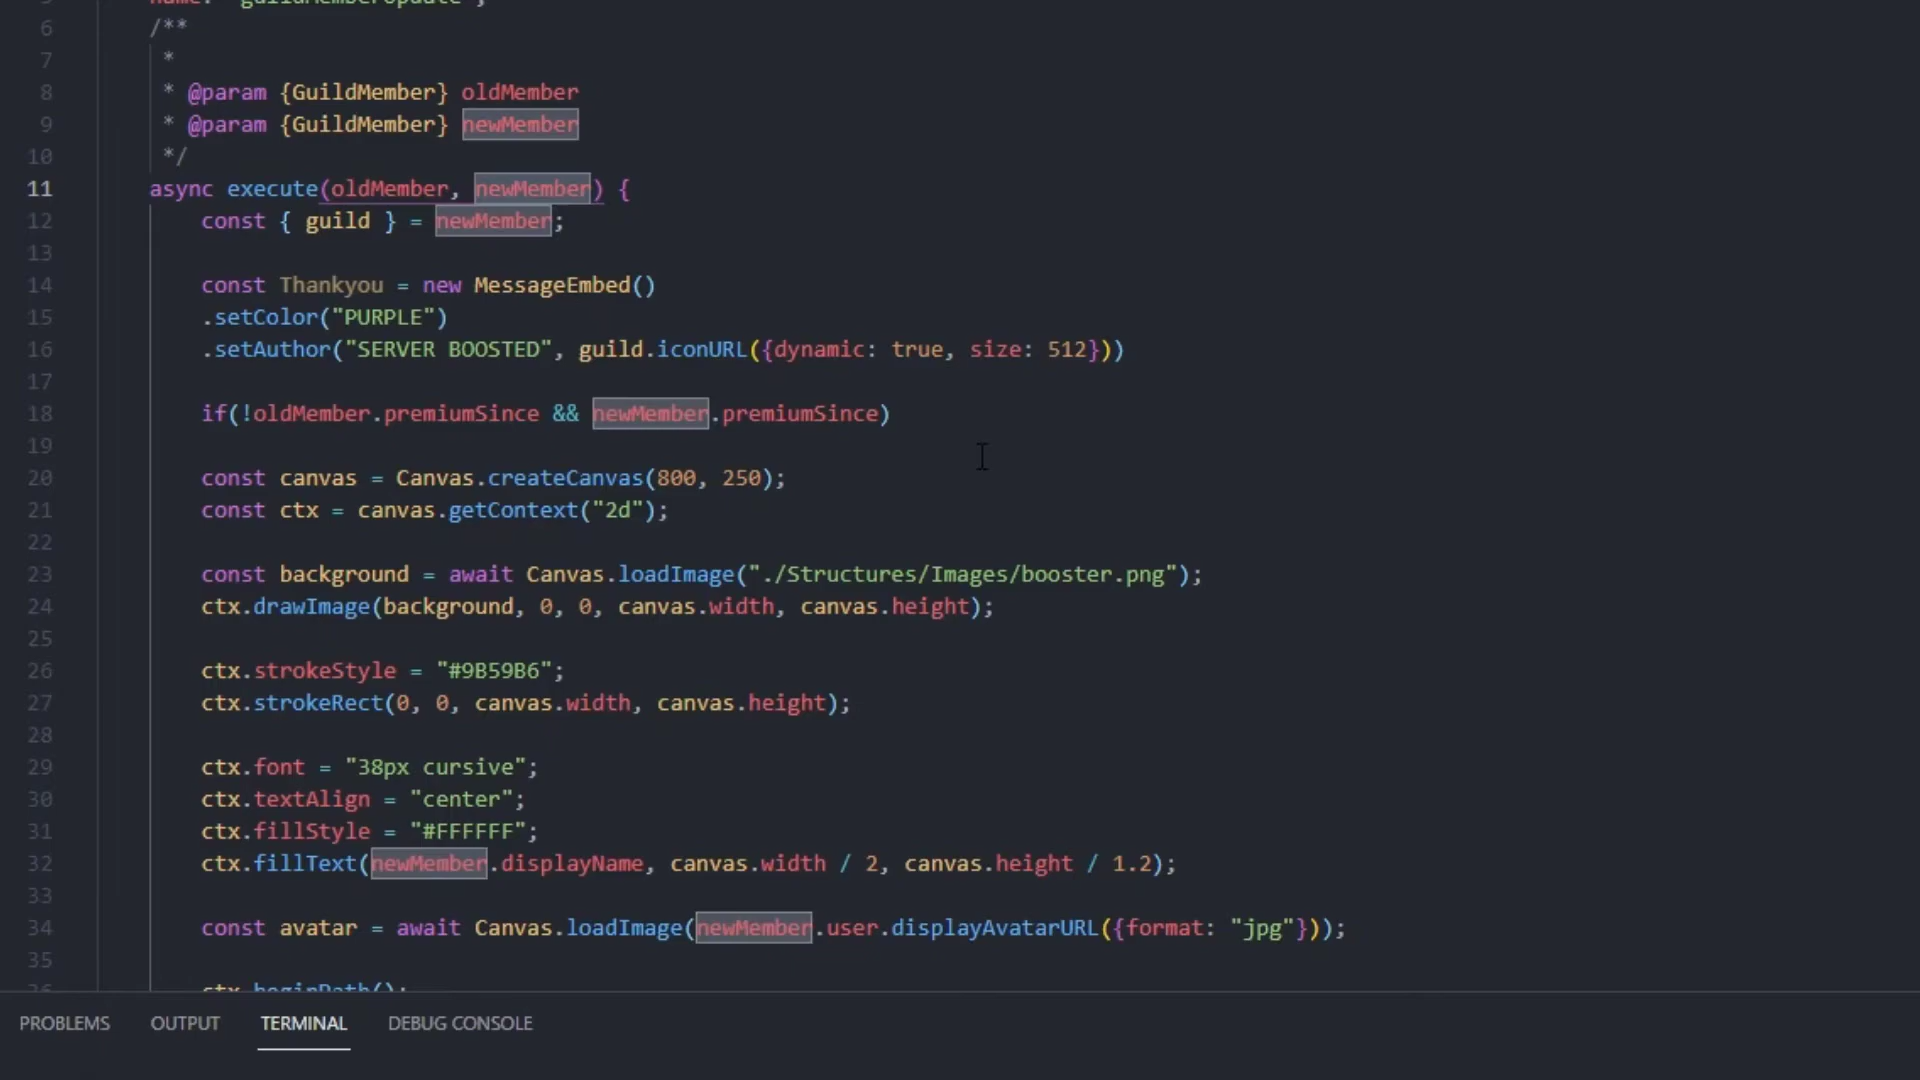 name: "guildMemberUpdate",
6 /**
7 *
8 * @param {GuildMember} oldMember
9 * @param {GuildMember} newMember
10 */
11 async execute(oldMember, newMember) {
12 const { guild } = newMember;
13
14 const Thankyou = new MessageEmbed()
15 .setColor("PURPLE")
16 .setAuthor("SERVER BOOSTED", guild.iconURL({dynamic: true, size: 512}))
17
18 if(!oldMember.premiumSince && newMember.premiumSince)
19
20 const canvas = Canvas.createCanvas(800, 250);
21 const ctx = canvas.getContext("2d");
22
23 const background = await Canvas.loadImage("./Structures/Images/booster.png");
24 ctx.drawImage(background, 0, 0, canvas.width, canvas.height);
25
26 ctx.strokeStyle = "#9B59B6";
27 ctx.strokeRect(0, 0, canvas.width, canvas.height);
28
29 ctx.font = "38px cursive";
30 ctx.textAlign = "center";
31 ctx.fillStyle = "#FFFFFF";
32 ctx.fillText(newMember.displayName, canvas.width / 2, canvas.height / 1.2);
33
34 const avatar = await Canvas.loadImage(newMember.user.displayAvatarURL({format: "jpg"}));
35
36 ctx.beginPath();
PROBLEMS OUTPUT TERMINAL DEBUG CONSOLE